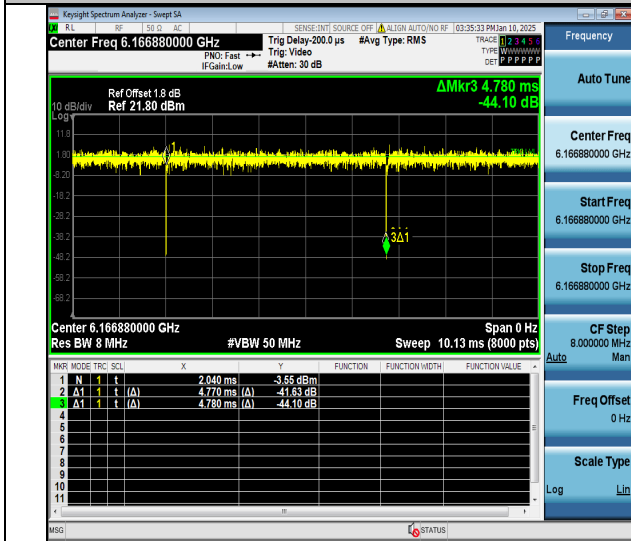 Keysight Spectrum Analyzer - Swept SA
RL RF 50 Ω AC SENSE:INT SOURCE OFF ALIGN AUTO/NO RF 03:35:33 PM Jan 10, 2025
Center Freq 6.166880000 GHz
PNO: Fast
IFGain:Low
Trig Delay-200.0 µs
Trig: Video
#Atten: 30 dB
#Avg Type: RMS
TRACE 1 2 3 4 5 6
TYPE WWWWWW
DET P P P P P P
ΔMkr3 4.780 ms
-44.10 dB
Ref Offset 1.8 dB
Ref 21.80 dBm
10 dB/div
Log
11.8
1.80
-8.20
-18.2
-28.2
-38.2
-48.2
-58.2
-68.2
1
3Δ1
Center 6.166880000 GHz
Span 0 Hz
Res BW 8 MHz
#VBW 50 MHz
Sweep 10.13 ms (8000 pts)
MKR MODE TRC SCL X Y FUNCTION FUNCTION WIDTH FUNCTION VALUE
1 N 1 t 2.040 ms -3.55 dBm
2 Δ1 1 t (Δ) 4.770 ms (Δ) -41.63 dB
3 Δ1 1 t (Δ) 4.780 ms (Δ) -44.10 dB
4
5
6
7
8
9
10
11
MSG
STATUS
Frequency
Auto Tune
Center Freq
6.166880000 GHz
Start Freq
6.166880000 GHz
Stop Freq
6.166880000 GHz
CF Step
8.000000 MHz
Auto Man
Freq Offset
0 Hz
Scale Type
Log Lin